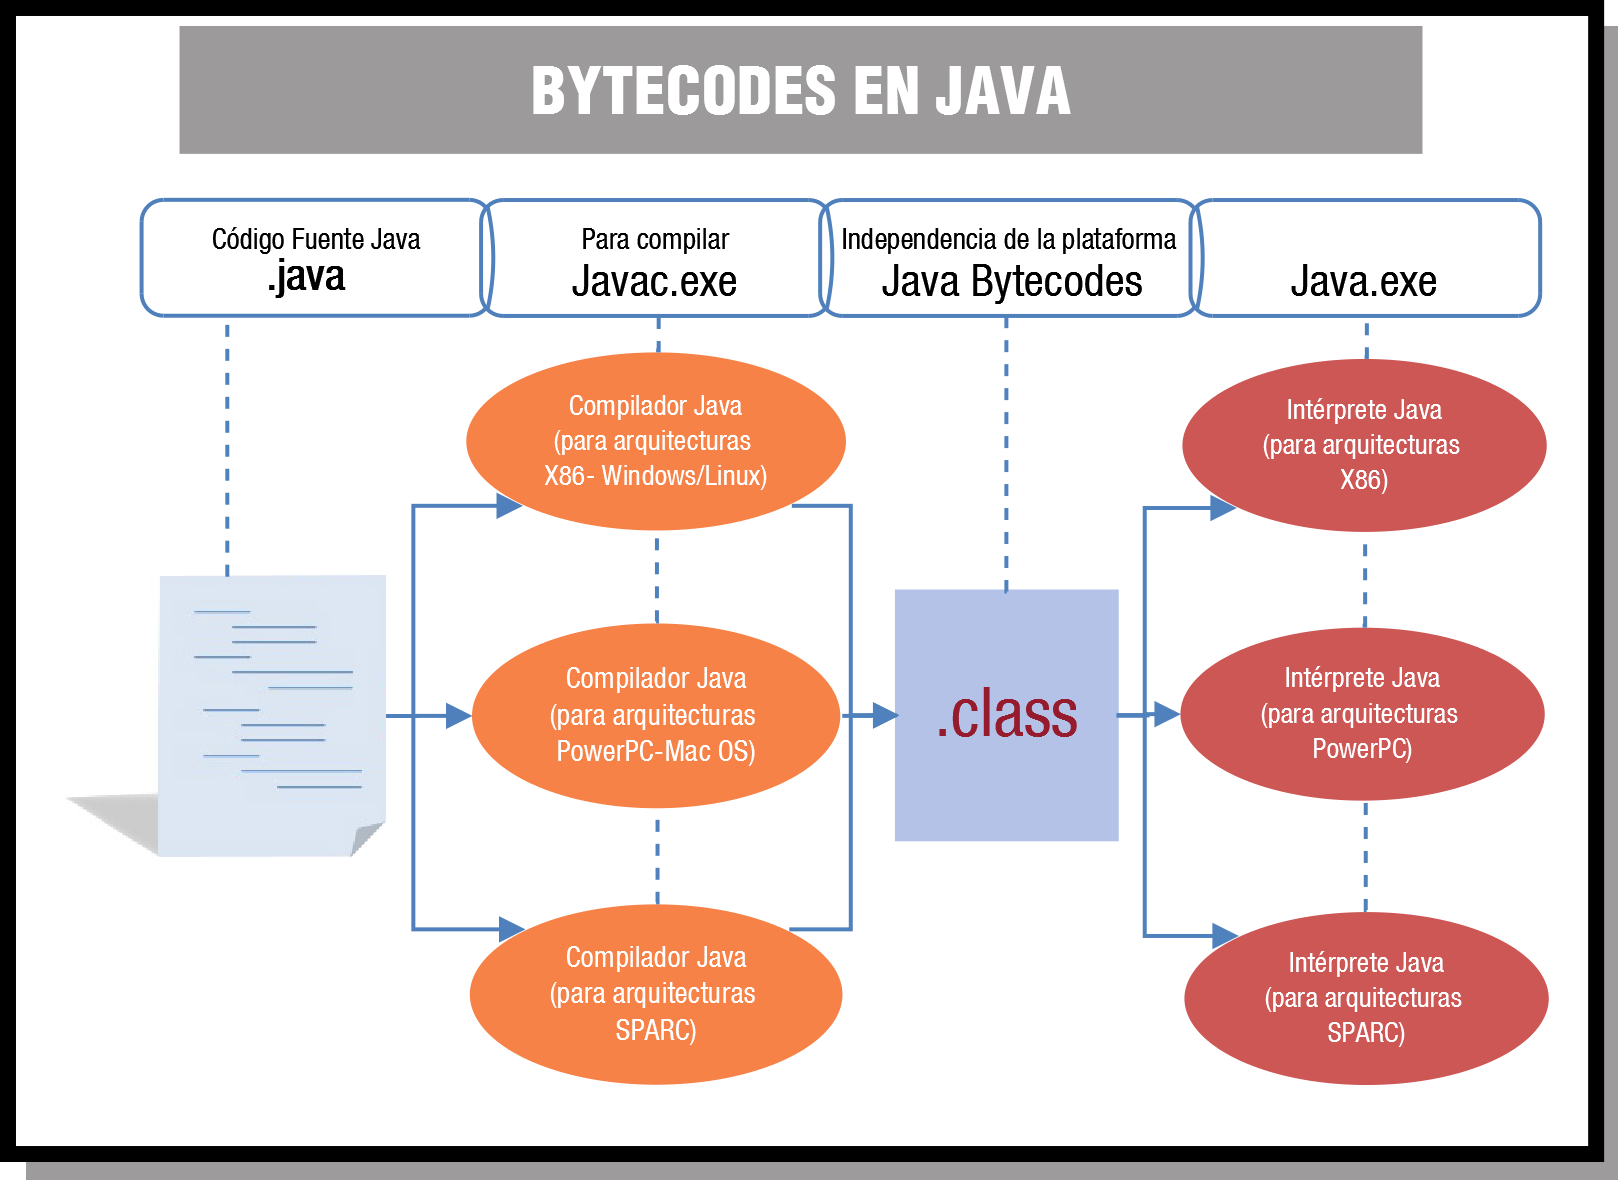 BYTECODES EN JAVA
Código Fuente Java
.java
Para compilar
Javac.exe
Independencia de la plataforma
Java Bytecodes
Java.exe
Compilador Java
(para arquitecturas
X86- Windows/Linux)
Compilador Java
(para arquitecturas
PowerPC-Mac OS)
Compilador Java
(para arquitecturas
SPARC)
.class
Intérprete Java
(para arquitecturas
X86)
Intérprete Java
(para arquitecturas
PowerPC)
Intérprete Java
(para arquitecturas
SPARC)